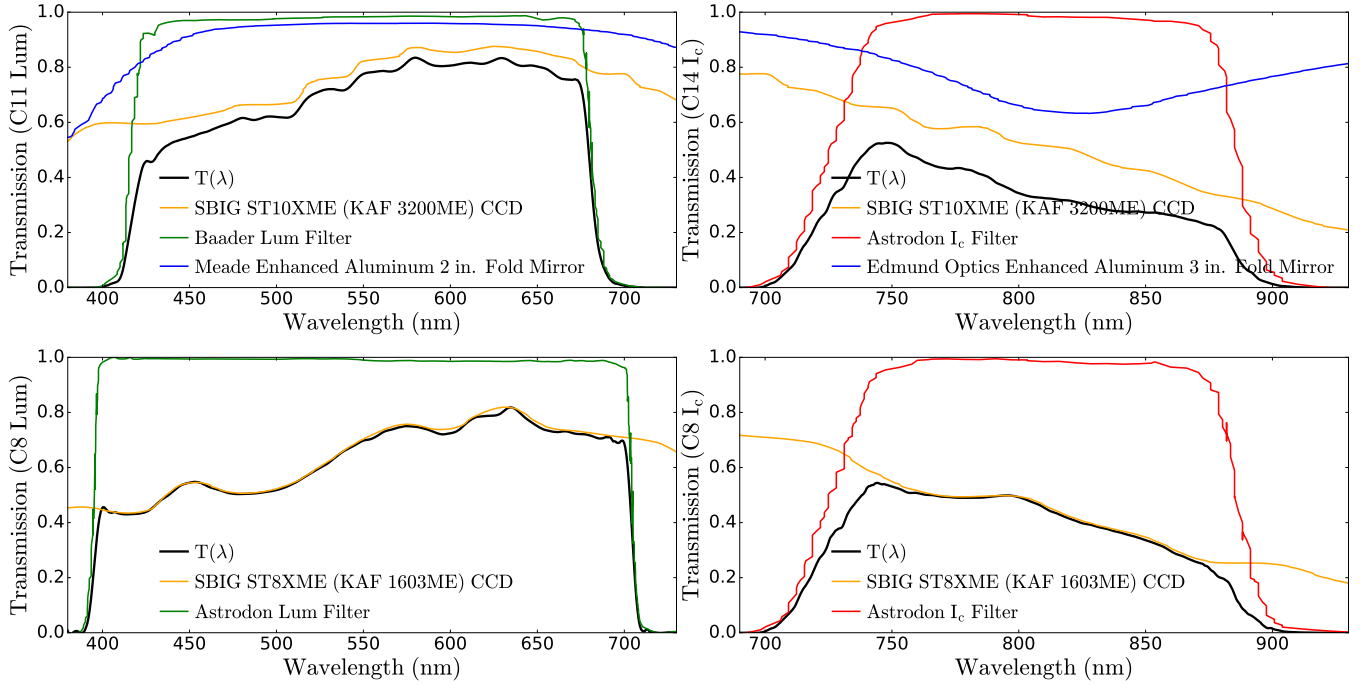 Transmission (C11 Lum)
1.0
0.8
0.6
0.4
0.2
0.0
T(λ)
SBIG ST10XME (KAF 3200ME) CCD
Baader Lum Filter
Meade Enhanced Aluminum 2 in. Fold Mirror
400 450 500 550 600 650 700
Wavelength (nm)
Transmission (C14 I_c)
1.0
0.8
0.6
0.4
0.2
0.0
T(λ)
SBIG ST10XME (KAF 3200ME) CCD
Astrodon I_c Filter
Edmund Optics Enhanced Aluminum 3 in. Fold Mirror
700 750 800 850 900
Wavelength (nm)
Transmission (C8 Lum)
1.0
0.8
0.6
0.4
0.2
0.0
T(λ)
SBIG ST8XME (KAF 1603ME) CCD
Astrodon Lum Filter
400 450 500 550 600 650 700
Wavelength (nm)
Transmission (C8 I_c)
1.0
0.8
0.6
0.4
0.2
0.0
T(λ)
SBIG ST8XME (KAF 1603ME) CCD
Astrodon I_c Filter
700 750 800 850 900
Wavelength (nm)